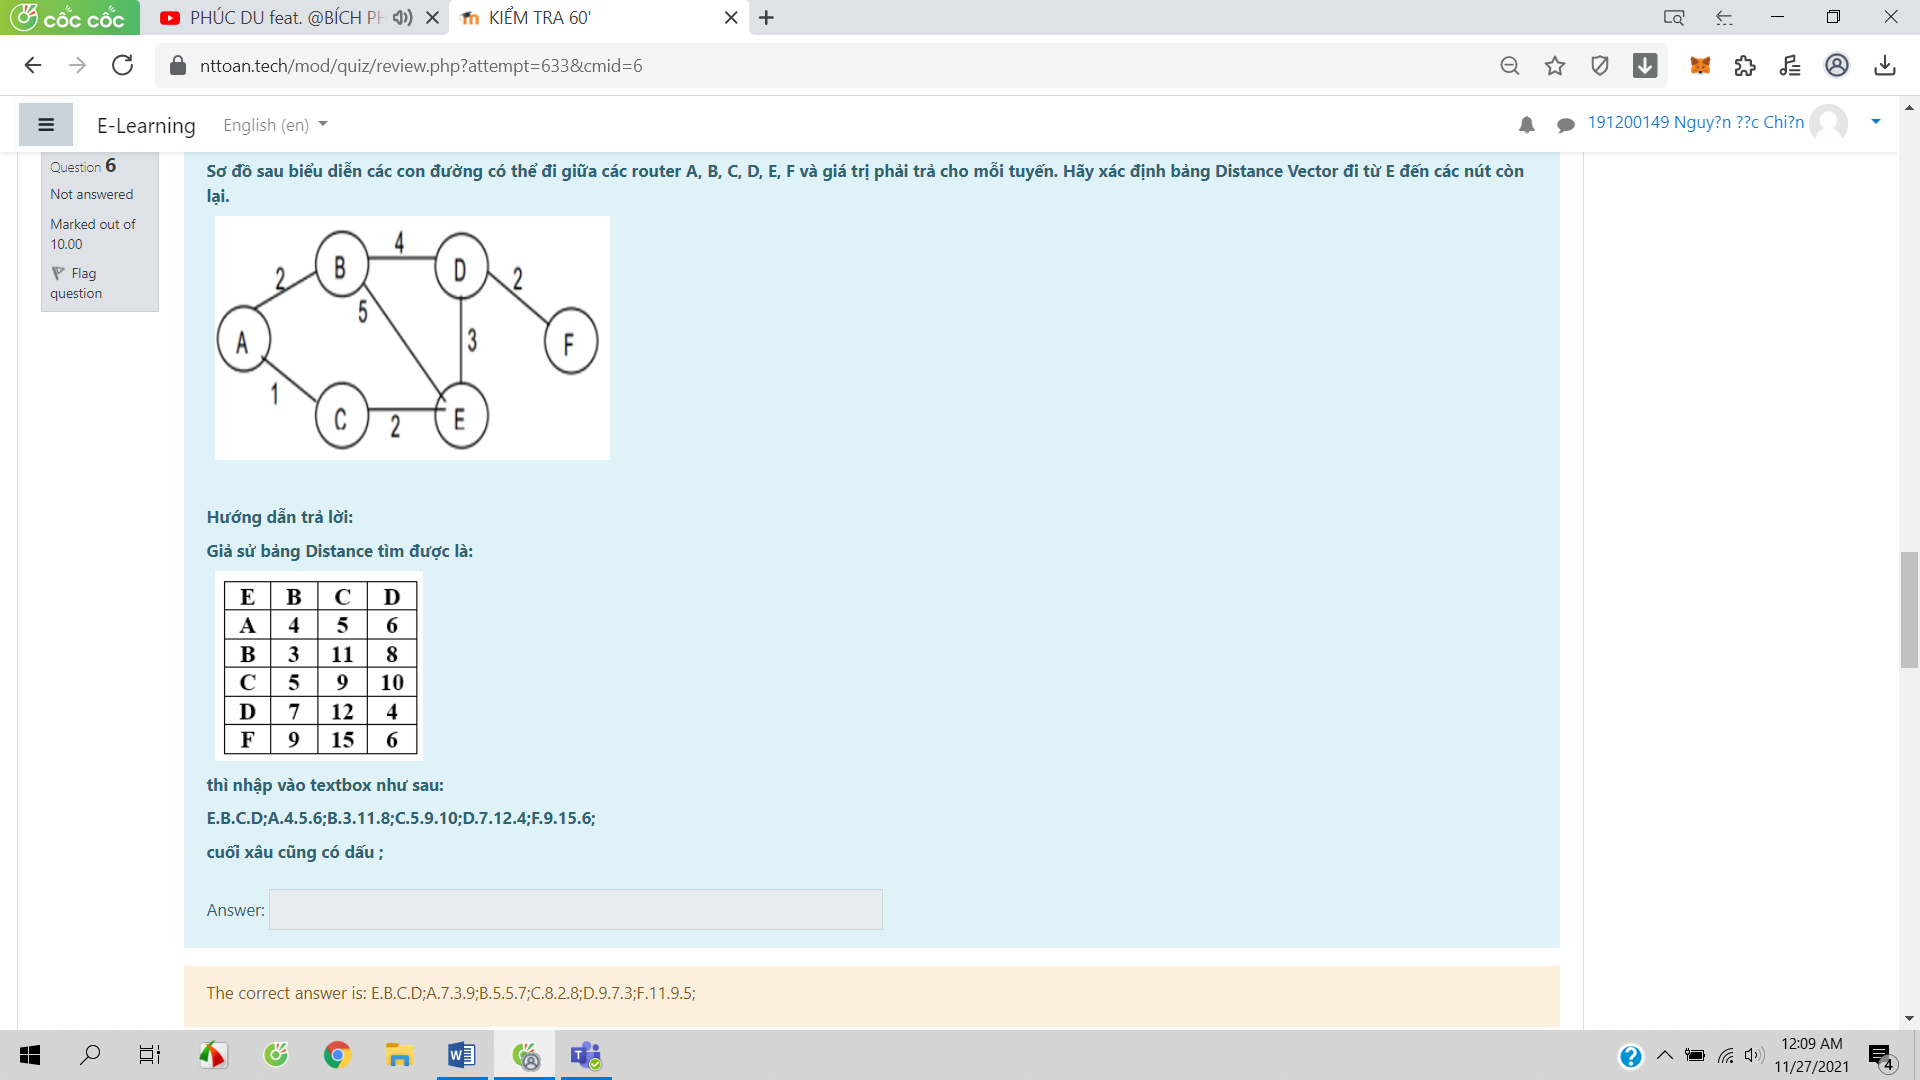 cốc cốc
PHÚC DU feat. @BÍCH PH
KIỂM TRA 60'
nttoan.tech/mod/quiz/review.php?attempt=633&cmid=6
E-Learning
English (en)
191200149 Nguy?n ??c Chi?n
Question 6
Not answered
Marked out of
10.00
Flag
question
Sơ đồ sau biểu diễn các con đường có thể đi giữa các router A, B, C, D, E, F và giá trị phải trả cho mỗi tuyến. Hãy xác định bảng Distance Vector đi từ E đến các nút còn
lại.
4
B
D
2
2
5
A
3
F
1
C
2
E
Hướng dẫn trả lời:
Giả sử bảng Distance tìm được là:
E B C D
A 4 5 6
B 3 11 8
C 5 9 10
D 7 12 4
F 9 15 6
thì nhập vào textbox như sau:
E.B.C.D;A.4.5.6;B.3.11.8;C.5.9.10;D.7.12.4;F.9.15.6;
cuối xâu cũng có dấu ;
Answer:
The correct answer is: E.B.C.D;A.7.3.9;B.5.5.7;C.8.2.8;D.9.7.3;F.11.9.5;
12:09 AM
11/27/2021
4